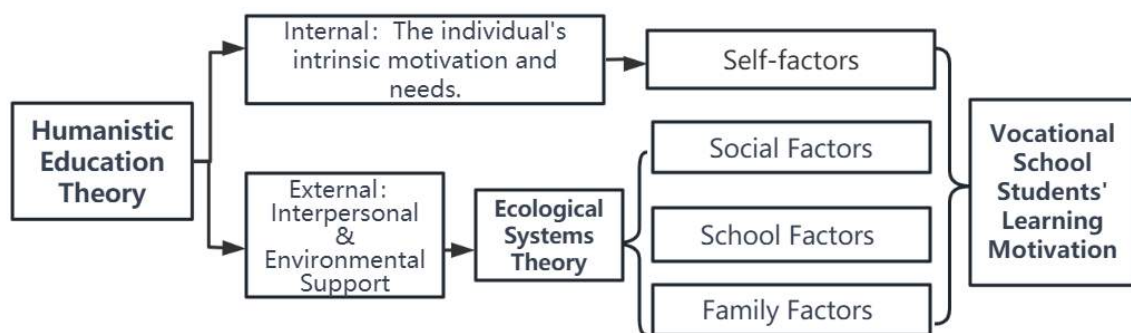 Humanistic
Education
Theory
Internal: The individual's
intrinsic motivation and
needs.
External:
Interpersonal
&
Environmental
Support
Ecological
Systems
Theory
Self-factors
Social Factors
School Factors
Family Factors
Vocational
School
Students'
Learning
Motivation